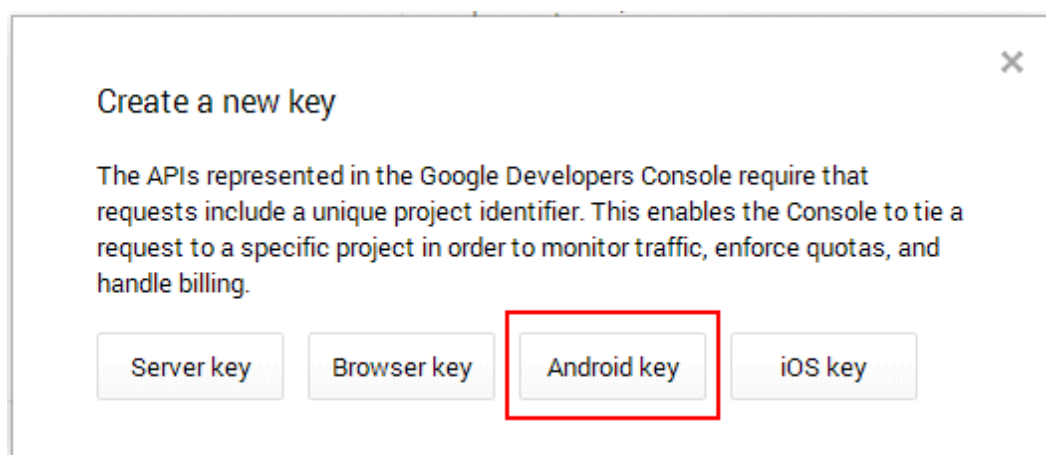 Create a new key
The APIs represented in the Google Developers Console require that
requests include a unique project identifier. This enables the Console to tie a
request to a specific project in order to monitor traffic, enforce quotas, and
handle billing.
Server key Browser key Android key iOS key